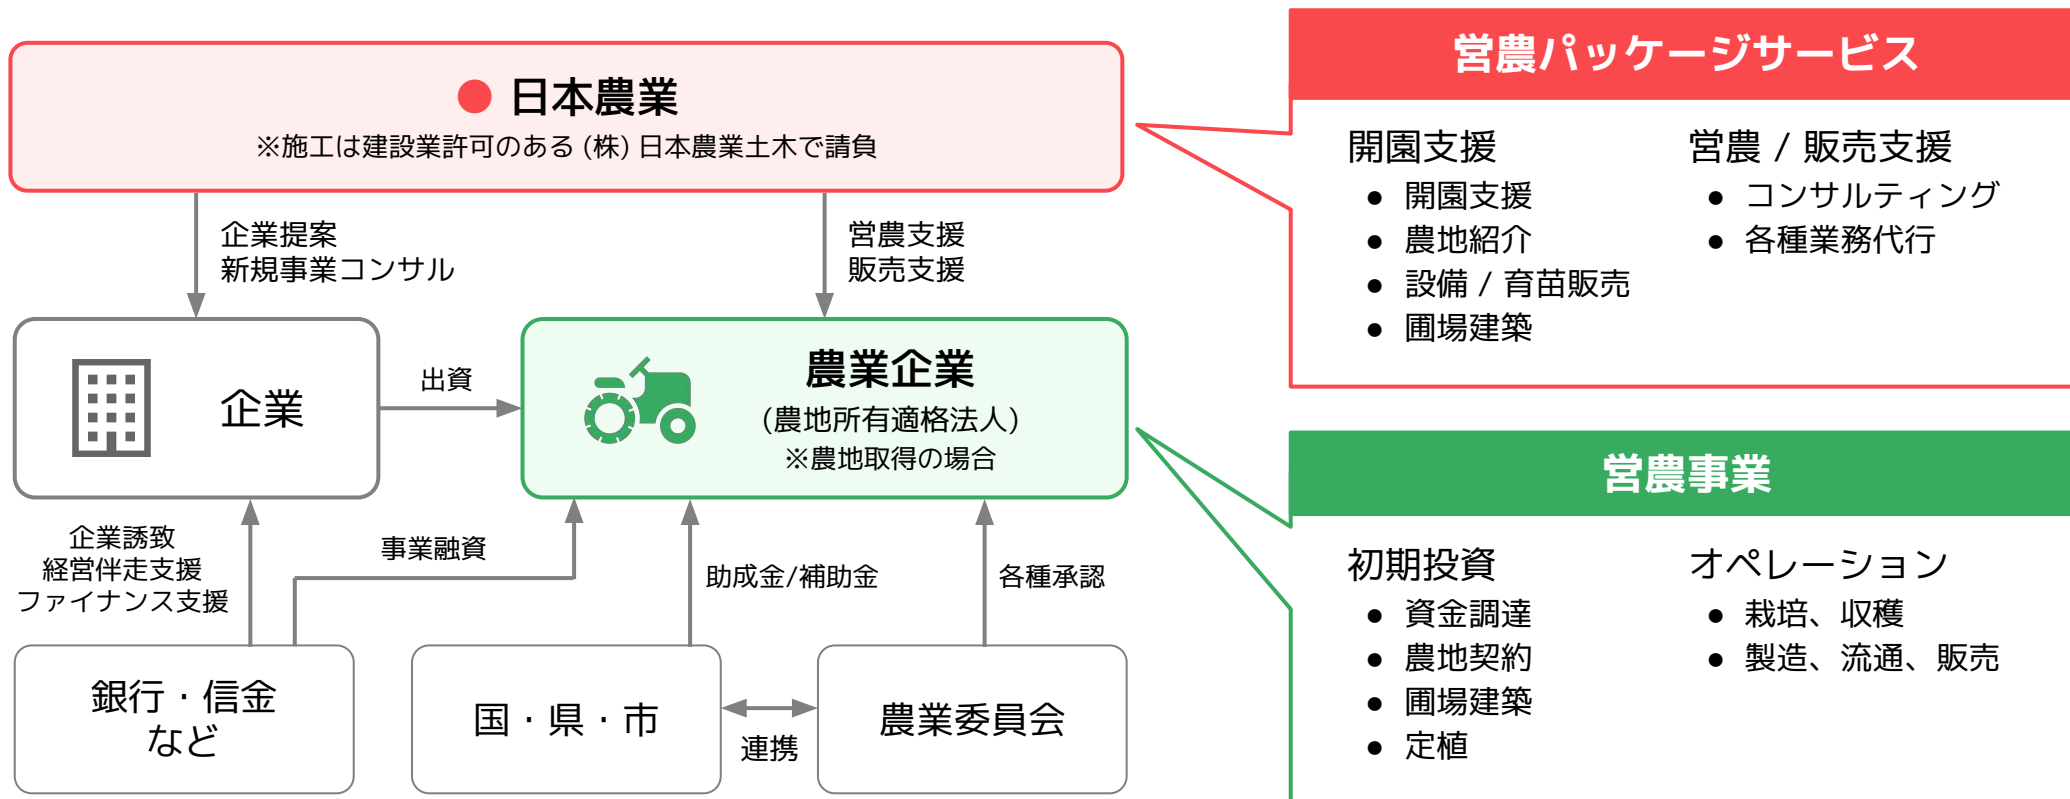 日本農業
※施工は建設業許可のある (株) 日本農業土木で請負
企業提案
新規事業コンサル
営農支援
販売支援
企業
出資
農業企業
(農地所有適格法人)
※農地取得の場合
企業誘致
経営伴走支援
ファイナンス支援
事業融資
助成金/補助金
各種承認
銀行・信金
など
国・県・市
連携
農業委員会
営農パッケージサービス
開園支援
● 開園支援
● 農地紹介
● 設備 / 育苗販売
● 圃場建築
営農 / 販売支援
● コンサルティング
● 各種業務代行
営農事業
初期投資
● 資金調達
● 農地契約
● 圃場建築
● 定植
オペレーション
● 栽培、収穫
● 製造、流通、販売